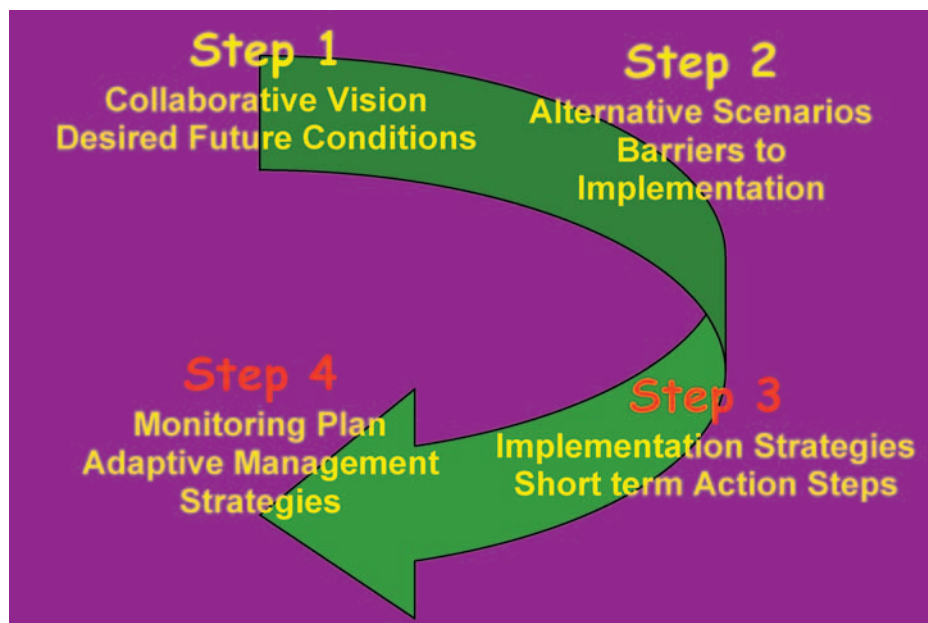 Step 1
Collaborative Vision
Desired Future Conditions
Step 2
Alternative Scenarios
Barriers to
Implementation
Step 3
Implementation Strategies
Short term Action Steps
Step 4
Monitoring Plan
Adaptive Management
Strategies